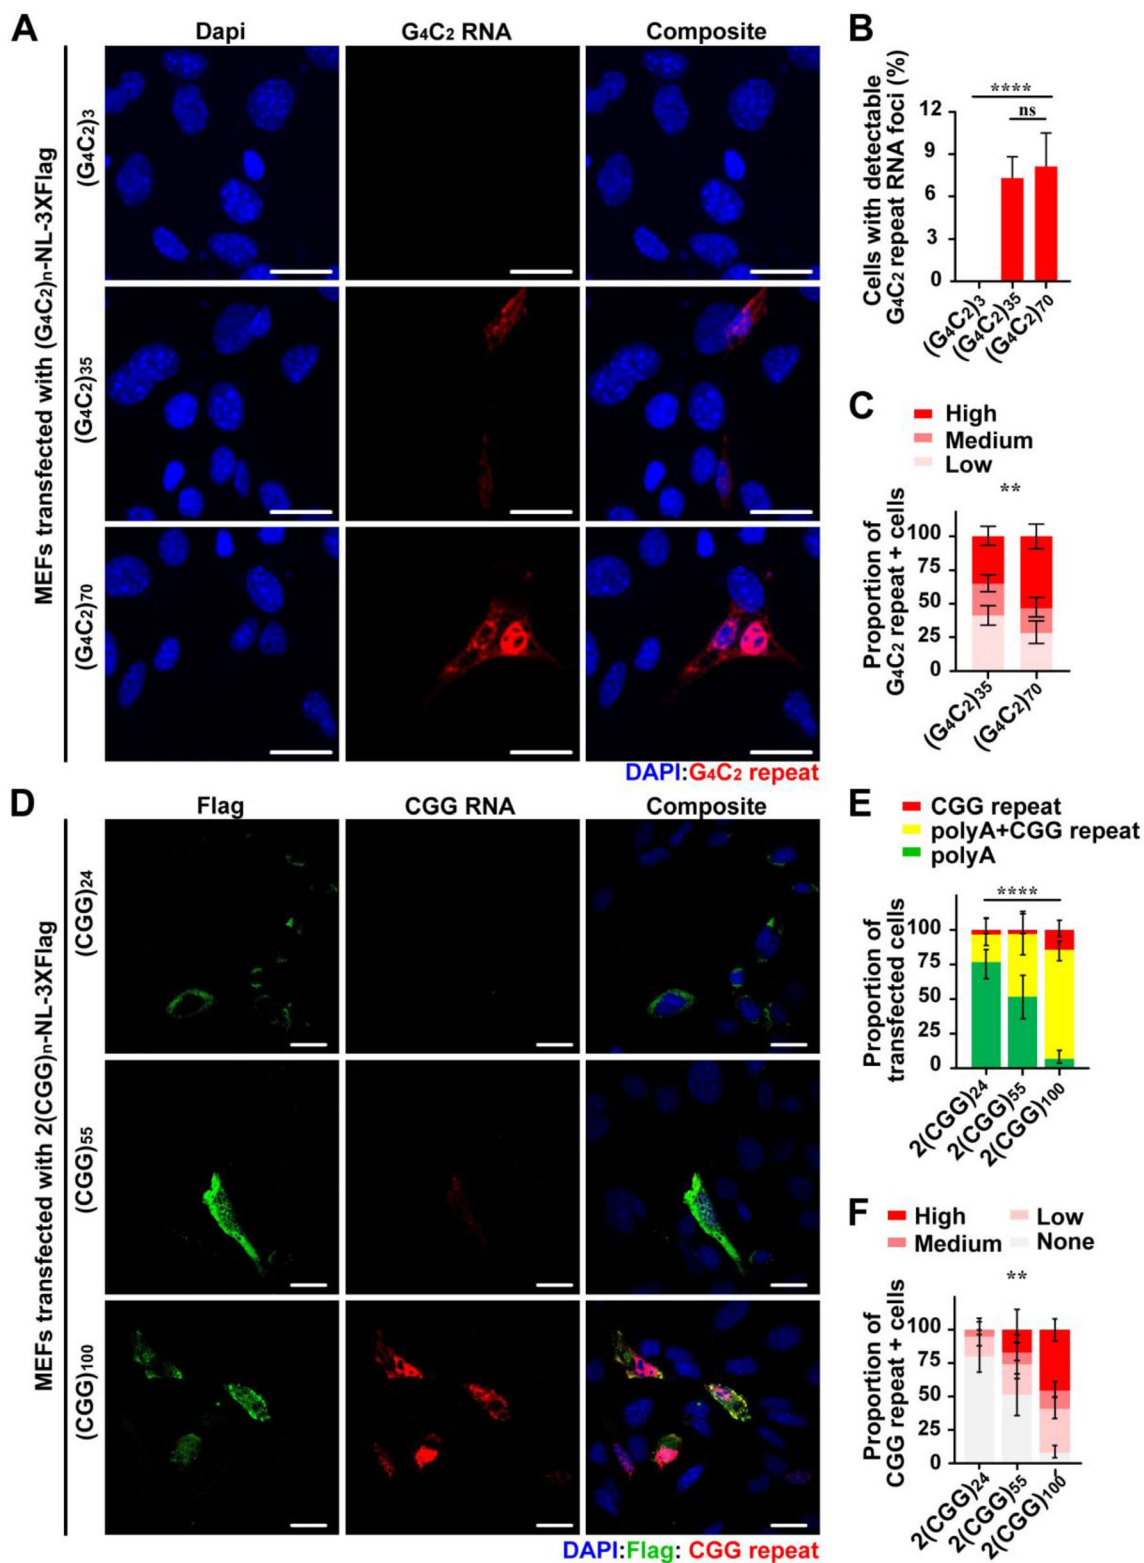 A
Dapi
G4C2 RNA
Composite
MEFs transfected with (G4C2)n-NL-3XFlag
(G4C2)3
(G4C2)35
(G4C2)70
DAPI:G4C2 repeat
B
****
ns
Cells with detectable
G4C2 repeat RNA foci (%)
12
9
6
3
0
(G4C2)3
(G4C2)35
(G4C2)70
C
High
Medium
Low
**
Proportion of
G4C2 repeat + cells
100
75
50
25
0
(G4C2)35
(G4C2)70
D
Flag
CGG RNA
Composite
MEFs transfected with 2(CGG)n-NL-3XFlag
(CGG)24
(CGG)55
(CGG)100
DAPI:Flag: CGG repeat
E
CGG repeat
polyA+CGG repeat
polyA
****
Proportion of
transfected cells
100
75
50
25
0
2(CGG)24
2(CGG)55
2(CGG)100
F
High
Low
Medium
None
**
Proportion of
CGG repeat + cells
100
75
50
25
0
2(CGG)24
2(CGG)55
2(CGG)100